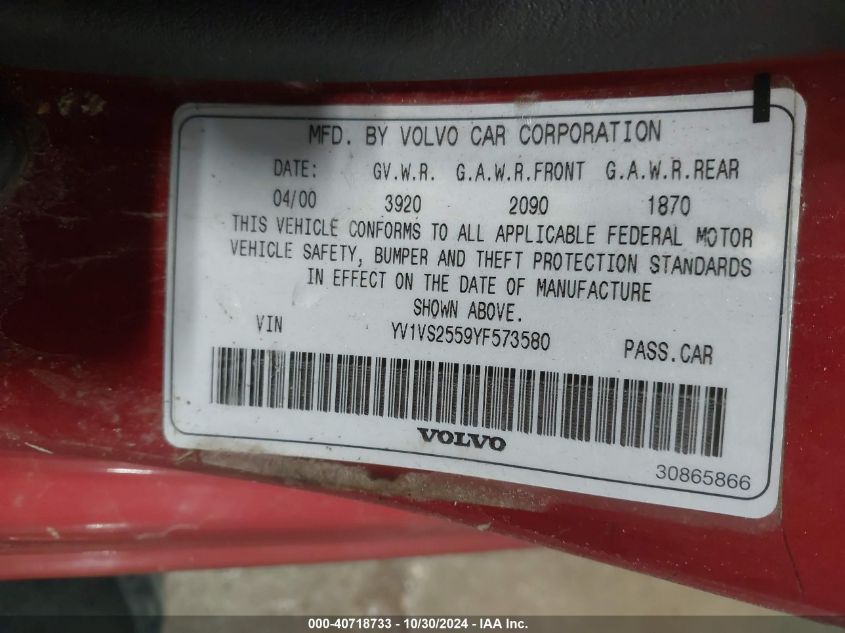 MFD. BY VOLVO CAR CORPORATION
DATE: GV.W.R. G.A.W.R.FRONT G.A.W.R.REAR
04/00 3920 2090 1870
THIS VEHICLE CONFORMS TO ALL APPLICABLE FEDERAL MOTOR
VEHICLE SAFETY, BUMPER AND THEFT PROTECTION STANDARDS
IN EFFECT ON THE DATE OF MANUFACTURE
SHOWN ABOVE.
VIN YV1VS2559YF573580 PASS.CAR
VOLVO
30865866
000-40718733 - 10/30/2024 - IAA Inc.